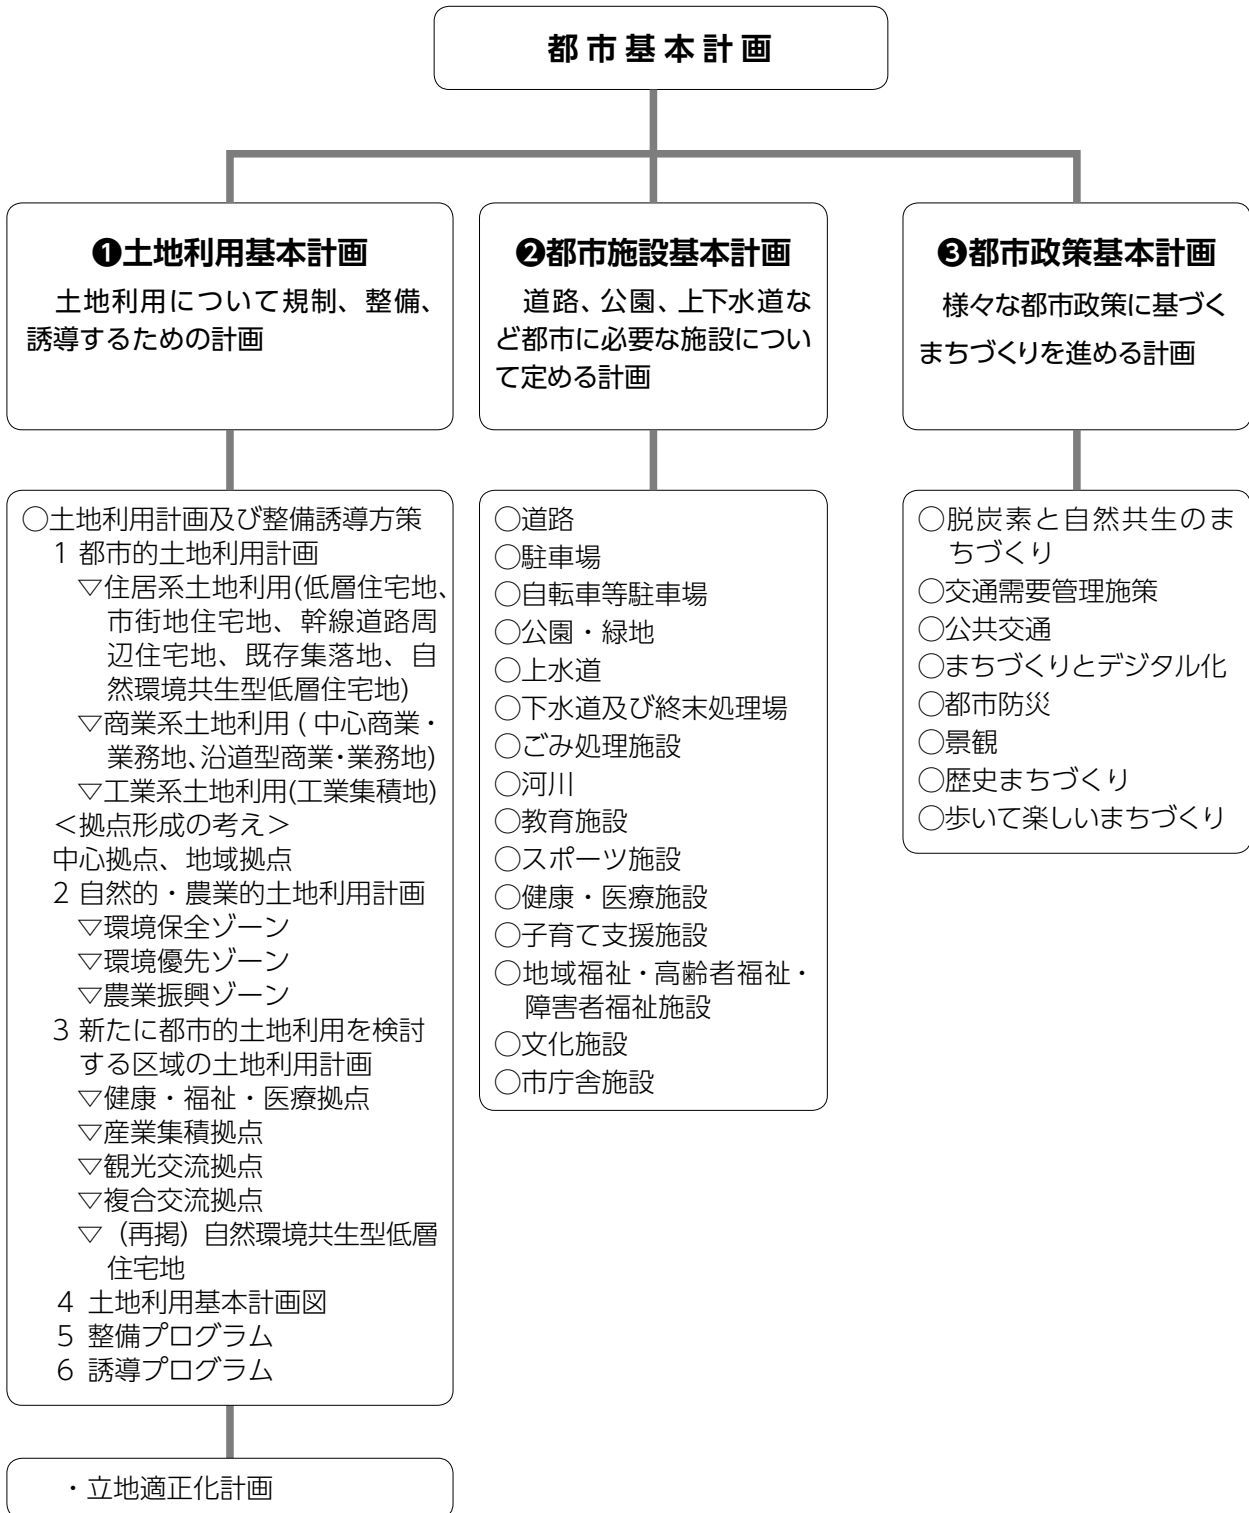 都市基本計画
❶土地利用基本計画
土地利用について規制、整備、
誘導するための計画
❷都市施設基本計画
道路、公園、上下水道な
ど都市に必要な施設につい
て定める計画
❸都市政策基本計画
様々な都市政策に基づく
まちづくりを進める計画
○土地利用計画及び整備誘導方策
1 都市的土地利用計画
▽住居系土地利用(低層住宅地、
市街地住宅地、幹線道路周
辺住宅地、既存集落地、自
然環境共生型低層住宅地)
▽商業系土地利用 ( 中心商業・
業務地、沿道型商業・業務地)
▽工業系土地利用(工業集積地)
＜拠点形成の考え＞
中心拠点、地域拠点
2 自然的・農業的土地利用計画
▽環境保全ゾーン
▽環境優先ゾーン
▽農業振興ゾーン
3 新たに都市的土地利用を検討
する区域の土地利用計画
▽健康・福祉・医療拠点
▽産業集積拠点
▽観光交流拠点
▽複合交流拠点
▽（再掲）自然環境共生型低層
住宅地
4 土地利用基本計画図
5 整備プログラム
6 誘導プログラム
・立地適正化計画
○道路
○駐車場
○自転車等駐車場
○公園・緑地
○上水道
○下水道及び終末処理場
○ごみ処理施設
○河川
○教育施設
○スポーツ施設
○健康・医療施設
○子育て支援施設
○地域福祉・高齢者福祉・
障害者福祉施設
○文化施設
○市庁舎施設
○脱炭素と自然共生のま
ちづくり
○交通需要管理施策
○公共交通
○まちづくりとデジタル化
○都市防災
○景観
○歴史まちづくり
○歩いて楽しいまちづくり